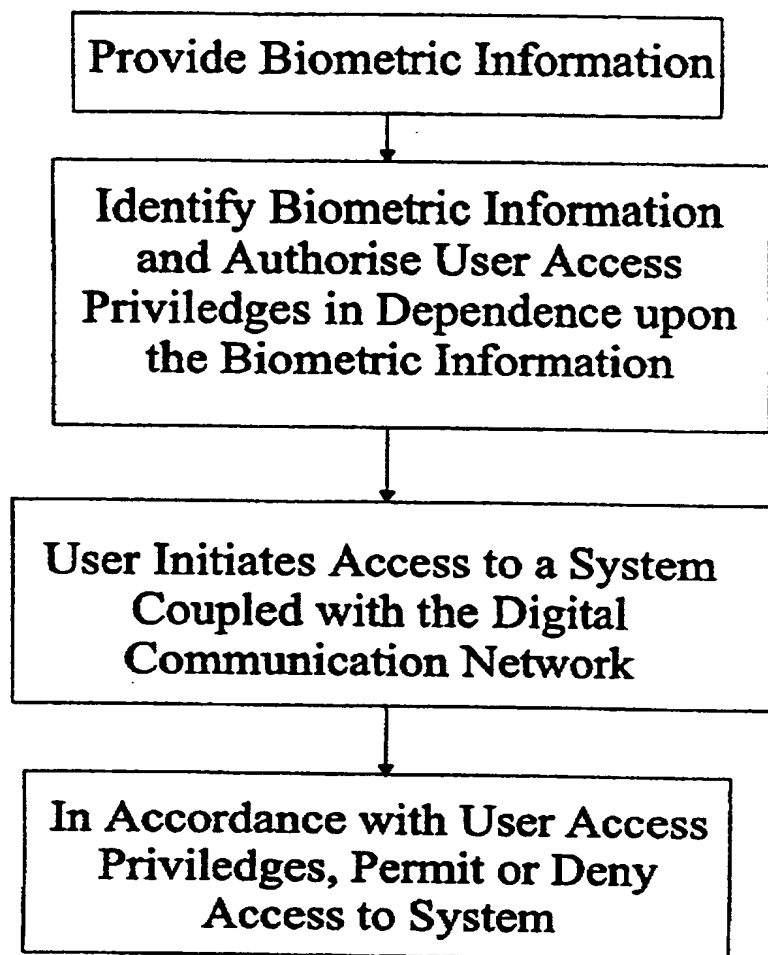 Provide Biometric Information
Identify Biometric Information
and Authorise User Access
Priviledges in Dependence upon
the Biometric Information
User Initiates Access to a System
Coupled with the Digital
Communication Network
In Accordance with User Access
Priviledges, Permit or Deny
Access to System